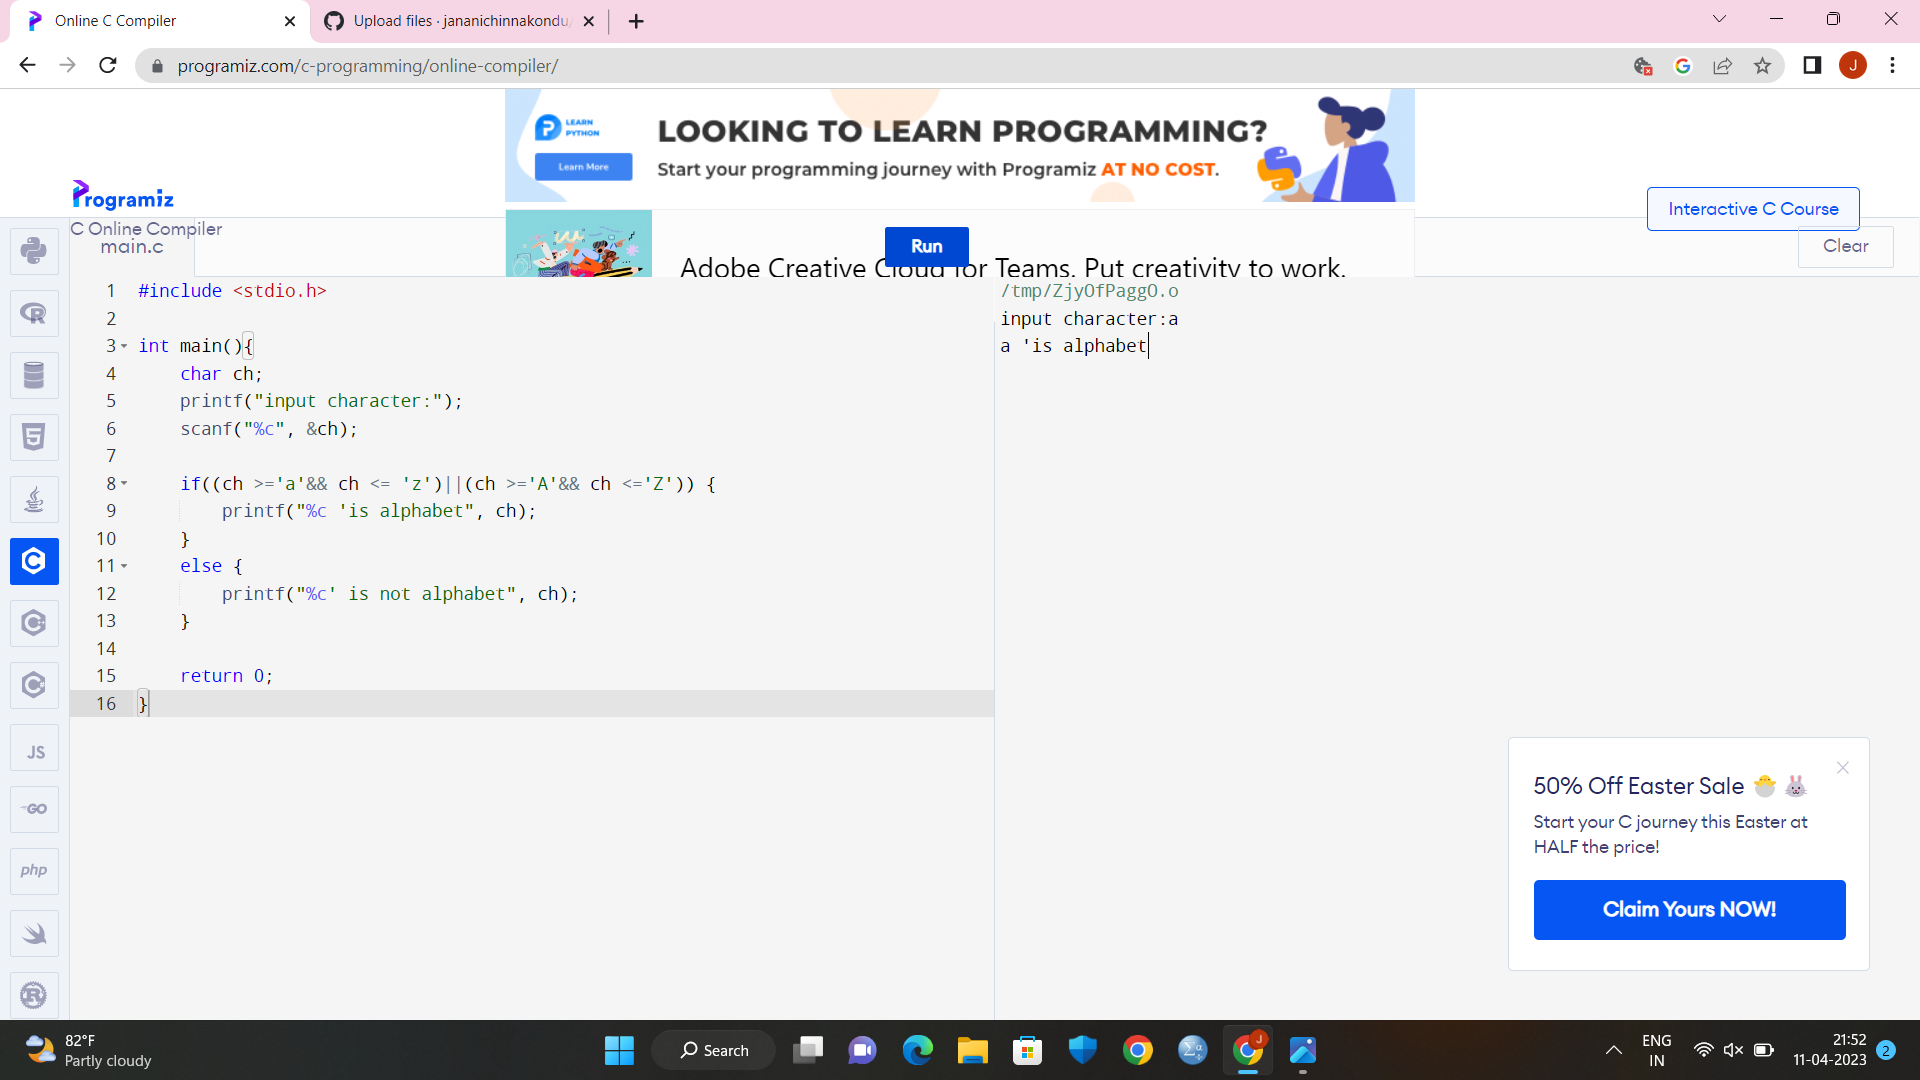 Online C Compiler
Upload files · jananichinnakondu/
programiz.com/c-programming/online-compiler/
J
LEARN PYTHON
Learn More
LOOKING TO LEARN PROGRAMMING?
Start your programming journey with Programiz AT NO COST.
Programiz
C Online Compiler
Interactive C Course
main.c
Run
Clear
Adobe Creative Cloud for Teams. Put creativity to work.
1 #include <stdio.h>
2
3 int main(){
4 char ch;
5 printf("input character:");
6 scanf("%c", &ch);
7
8 if((ch >='a'&& ch <= 'z')||(ch >='A'&& ch <='Z')) {
9 printf("%c 'is alphabet", ch);
10 }
11 else {
12 printf("%c' is not alphabet", ch);
13 }
14
15 return 0;
16 }
/tmp/ZjyOfPaggO.o
input character:a
a 'is alphabet
JS
GO
php
50% Off Easter Sale 🐣 🐰
Start your C journey this Easter at
HALF the price!
Claim Yours NOW!
82°F
Partly cloudy
Search
J
ENG
IN
21:52
11-04-2023
2